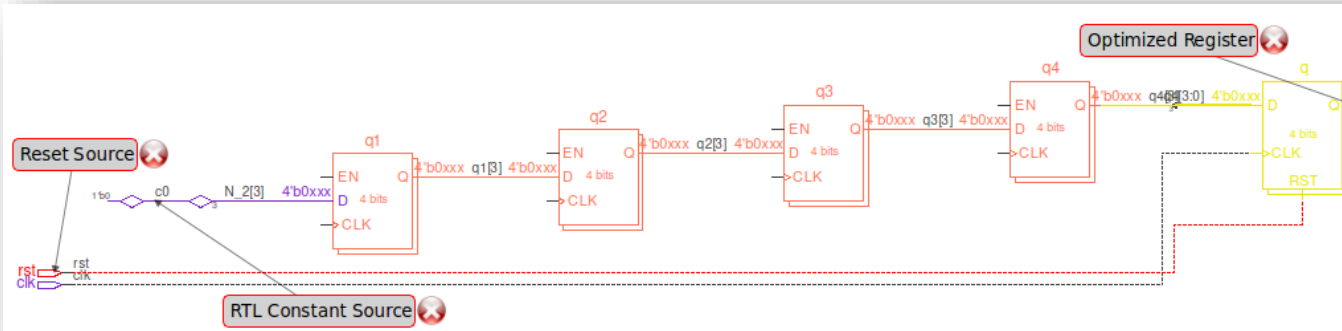 Optimized Register
q4
q
q3
EN
Q
4'b0xxx
4'b0xxx
D
Q
q2
D
4 bits
q1
EN
Q
4'b0xxx
q3[3]
4'b0xxx
CLK
4 bits
CLK
Reset Source
EN
Q
4'b0xxx
q2[3]
4'b0xxx
D
4 bits
EN
Q
4'b0xxx
q1[3]
4'b0xxx
D
4 bits
CLK
RST
1'b0
c0
N_2[3]
4'b0xxx
D
4 bits
CLK
3
CLK
rst
rst
clk
clk
RTL Constant Source